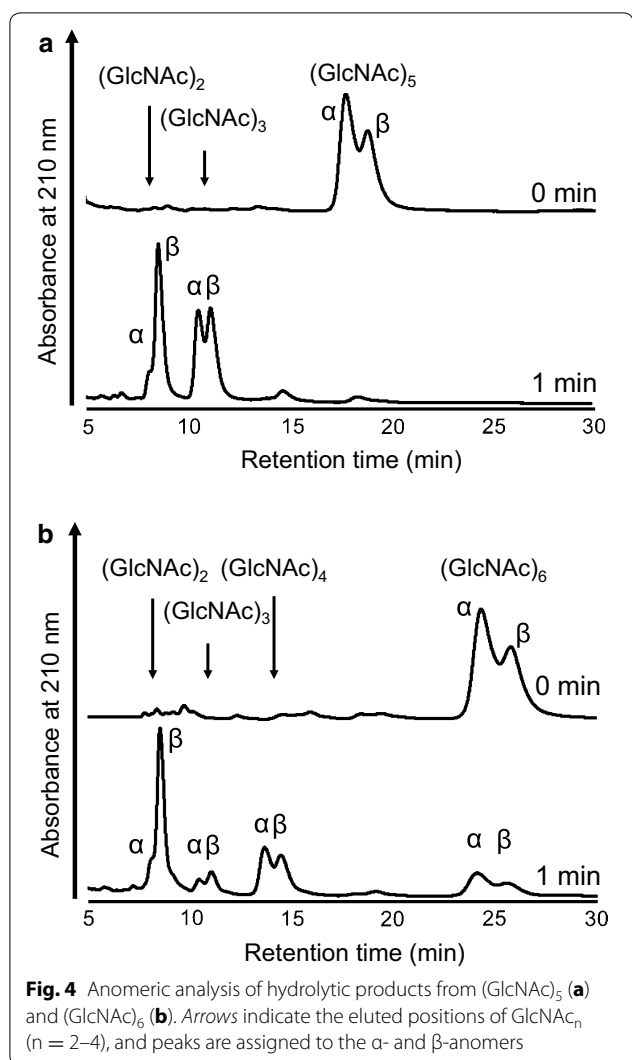 a
Absorbance at 210 nm
(GlcNAc)₂
(GlcNAc)₃
(GlcNAc)₅
α
β
0 min
β
α
α β
1 min
5 10 15 20 25 30
Retention time (min)
b
Absorbance at 210 nm
(GlcNAc)₂ (GlcNAc)₄ (GlcNAc)₆
(GlcNAc)₃
α
β
0 min
β
α
α β
α β
α β
1 min
5 10 15 20 25 30
Retention time (min)
Fig. 4 Anomeric analysis of hydrolytic products from (GlcNAc)₅ (a)
and (GlcNAc)₆ (b). Arrows indicate the eluted positions of GlcNAcₙ
(n = 2–4), and peaks are assigned to the α- and β-anomers